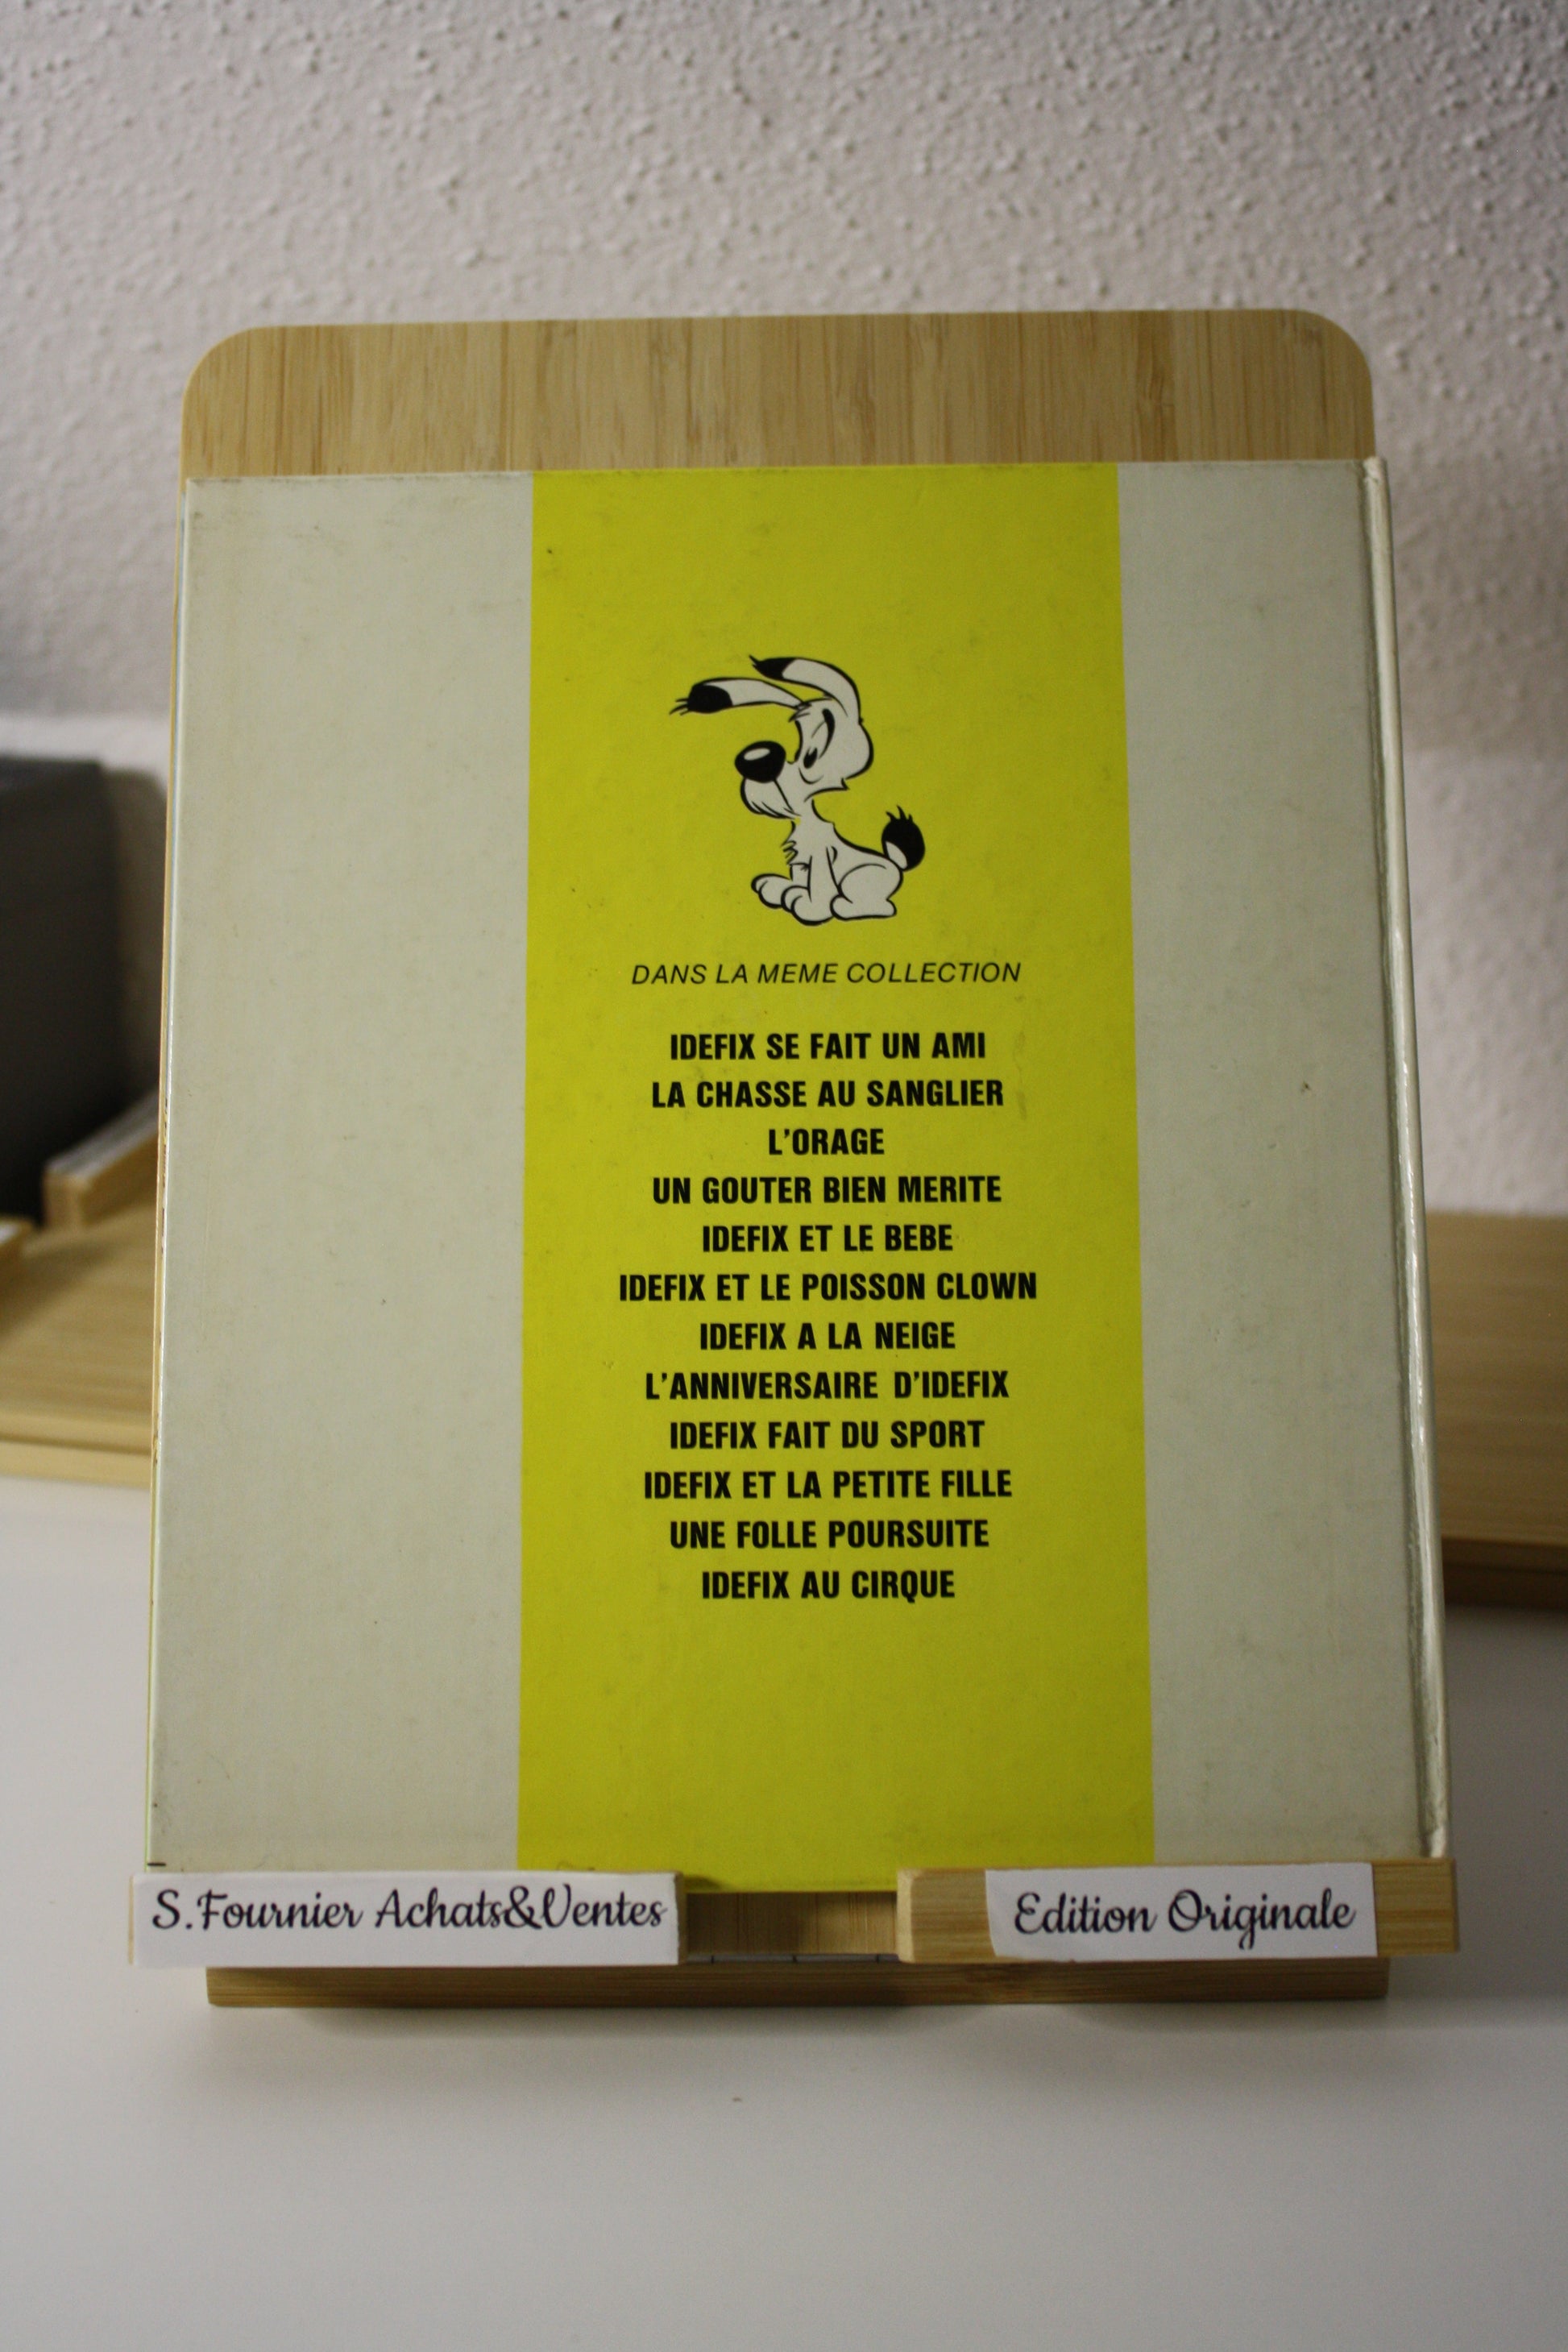 DANS LA MEME COLLECTION
IDEFIX SE FAIT UN AMI
LA CHASSE AU SANGLIER
L'ORAGE
UN GOUTER BIEN MERITE
IDEFIX ET LE BEBE
IDEFIX ET LE POISSON CLOWN
IDEFIX A LA NEIGE
L'ANNIVERSAIRE D'IDEFIX
IDEFIX FAIT DU SPORT
IDEFIX ET LA PETITE FILLE
UNE FOLLE POURSUITE
IDEFIX AU CIRQUE
S.Fournier Achats&Ventes
Edition Originale